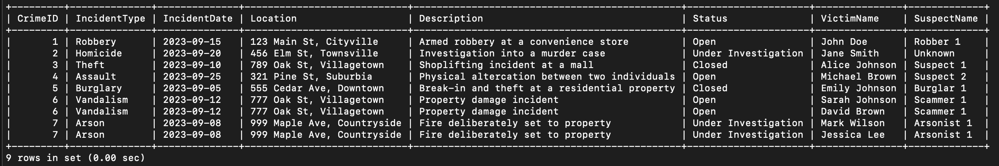 +----------+--------------+---------------+----------------------------+-----------------------------------------------+---------------------+---------------+-------------+
| CrimeID | IncidentType | IncidentDate | Location                  | Description                                  | Status              | VictimName    | SuspectName |
+----------+--------------+---------------+----------------------------+-----------------------------------------------+---------------------+---------------+-------------+
|       1 | Robbery      | 2023-09-15   | 123 Main St, Cityville    | Armed robbery at a convenience store         | Open                | John Doe      | Robber 1    |
|       2 | Homicide     | 2023-09-20   | 456 Elm St, Townsville    | Investigation into a murder case             | Under Investigation | Jane Smith    | Unknown     |
|       3 | Theft        | 2023-09-10   | 789 Oak St, Villagetown   | Shoplifting incident at a mall               | Closed              | Alice Johnson | Suspect 1   |
|       4 | Assault      | 2023-09-25   | 321 Pine St, Suburbia     | Physical altercation between two individuals | Open                | Michael Brown | Suspect 2   |
|       5 | Burglary     | 2023-09-05   | 555 Cedar Ave, Downtown   | Break-in and theft at a residential property | Closed              | Emily Johnson | Burglar 1   |
|       6 | Vandalism    | 2023-09-12   | 777 Oak St, Villagetown   | Property damage incident                     | Open                | Sarah Johnson | Scammer 1   |
|       6 | Vandalism    | 2023-09-12   | 777 Oak St, Villagetown   | Property damage incident                     | Open                | David Brown   | Scammer 1   |
|       7 | Arson        | 2023-09-08   | 999 Maple Ave, Countryside | Fire deliberately set to property            | Under Investigation | Mark Wilson   | Arsonist 1  |
|       7 | Arson        | 2023-09-08   | 999 Maple Ave, Countryside | Fire deliberately set to property            | Under Investigation | Jessica Lee   | Arsonist 1  |
+----------+--------------+---------------+----------------------------+-----------------------------------------------+---------------------+---------------+-------------+
9 rows in set (0.00 sec)